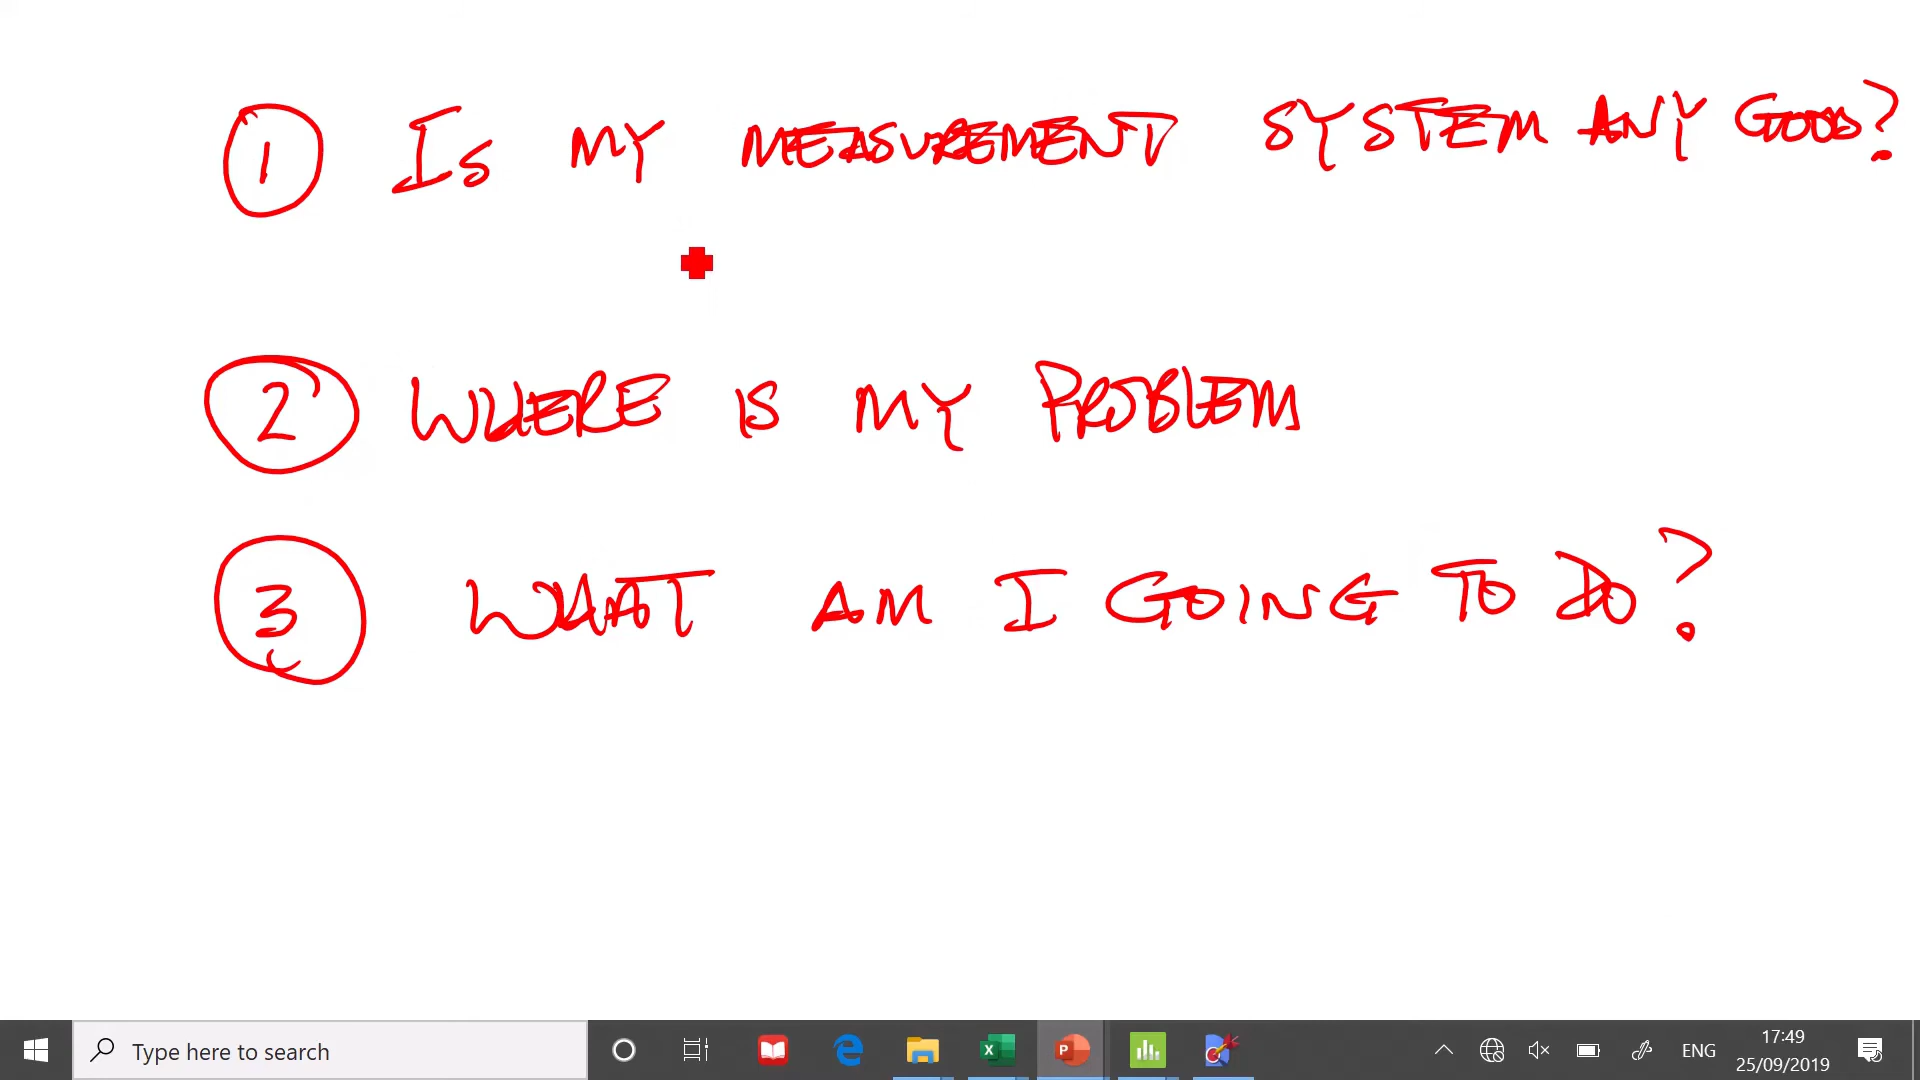 1 Is MY MEASUREMENT SYSTEM ANY GOOD?
2 WHERE IS MY PROBLEM
3 WHAT AM I GOING TO DO?
Type here to search
ENG
17:49
25/09/2019